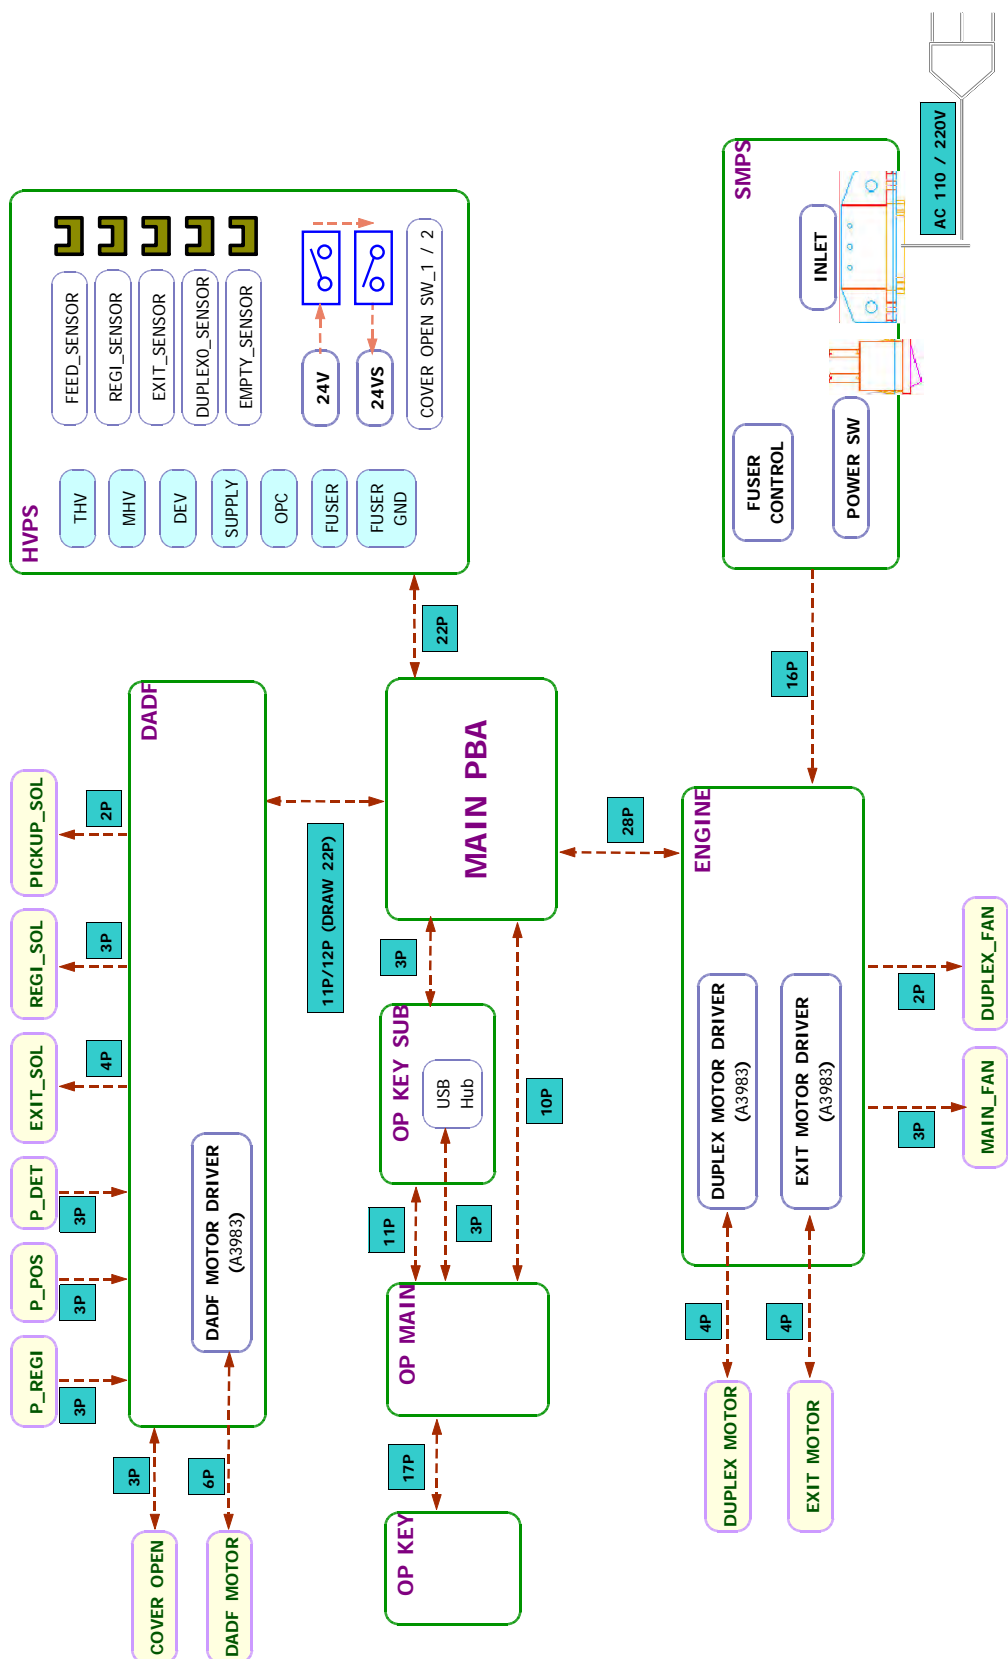 HVPS
THV
MHV
DEV
SUPPLY
OPC
FUSER
FUSER
GND
FEED_SENSOR
REGI_SENSOR
EXIT_SENSOR
DUPLEX0_SENSOR
EMPTY_SENSOR
24V
24VS
COVER OPEN SW_1 / 2
SMPS
FUSER
CONTROL
POWER SW
INLET
AC 110 / 220V
22P
16P
DADF
DADF MOTOR DRIVER
(A3983)
PICKUP_SOL
2P
REGI_SOL
3P
EXIT_SOL
4P
P_DET
3P
P_POS
3P
P_REGI
3P
COVER OPEN
3P
DADF MOTOR
6P
11P/12P (DRAW 22P)
MAIN PBA
28P
3P
10P
OP KEY SUB
USB
Hub
11P
3P
OP MAIN
17P
OP KEY
ENGINE
DUPLEX MOTOR DRIVER
(A3983)
EXIT MOTOR DRIVER
(A3983)
4P
DUPLEX MOTOR
4P
EXIT MOTOR
2P
DUPLEX_FAN
3P
MAIN_FAN